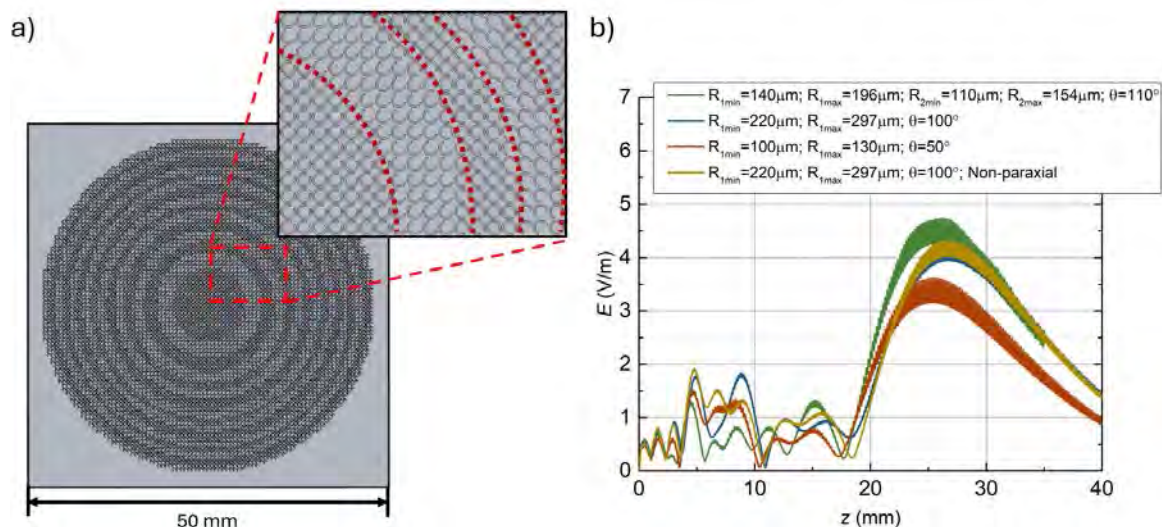 a)
50 mm
b)
R1min=140μm; R1max=196μm; R2min=110μm; R2max=154μm; θ=110°
R1min=220μm; R1max=297μm; θ=100°
R1min=100μm; R1max=130μm; θ=50°
R1min=220μm; R1max=297μm; θ=100°; Non-paraxial
E (V/m)
7
6
5
4
3
2
1
0
0 10 20 30 40
z (mm)